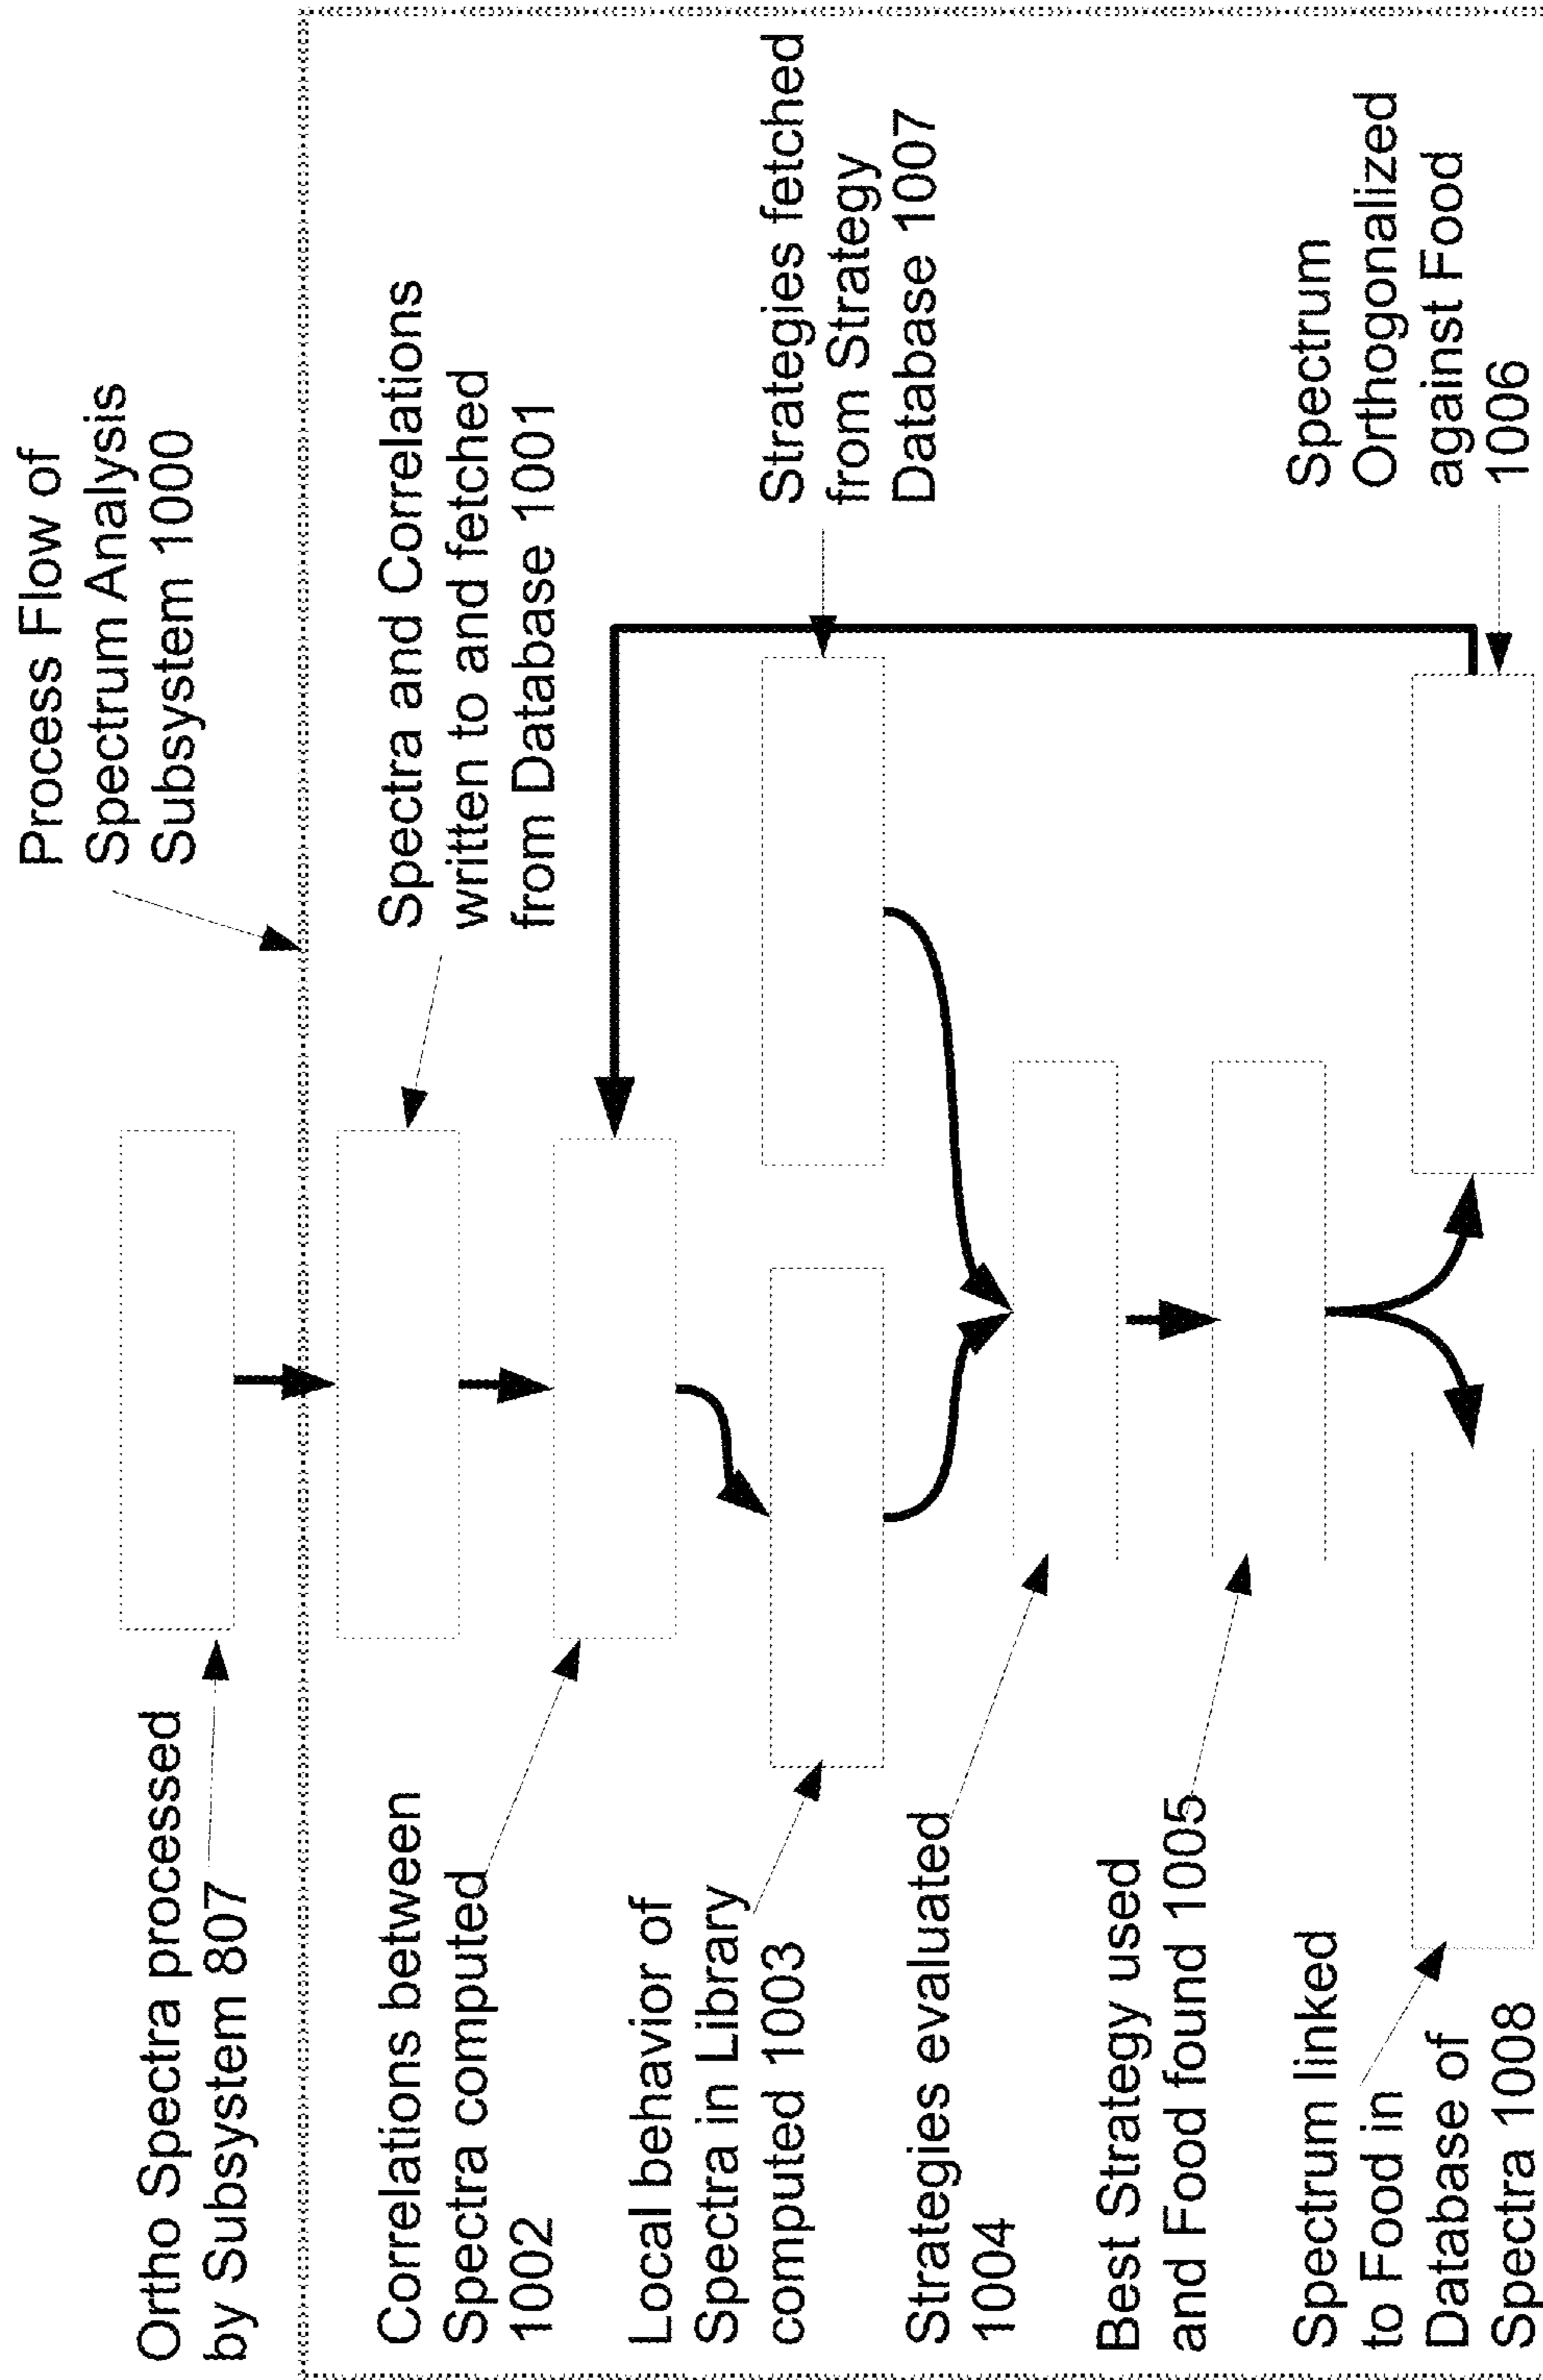 Process Flow of
Spectrum Analysis
Subsystem 1000
Ortho Spectra processed
by Subsystem 807
Spectra and Correlations
written to and fetched
from Database 1001
Correlations between
Spectra computed
1002
Local behavior of
Spectra in Library
computed 1003
Strategies fetched
from Strategy
Database 1007
Strategies evaluated
1004
Best Strategy used
and Food found 1005
Spectrum linked
to Food in
Database of
Spectra 1008
Spectrum
Orthogonalized
against Food
1006